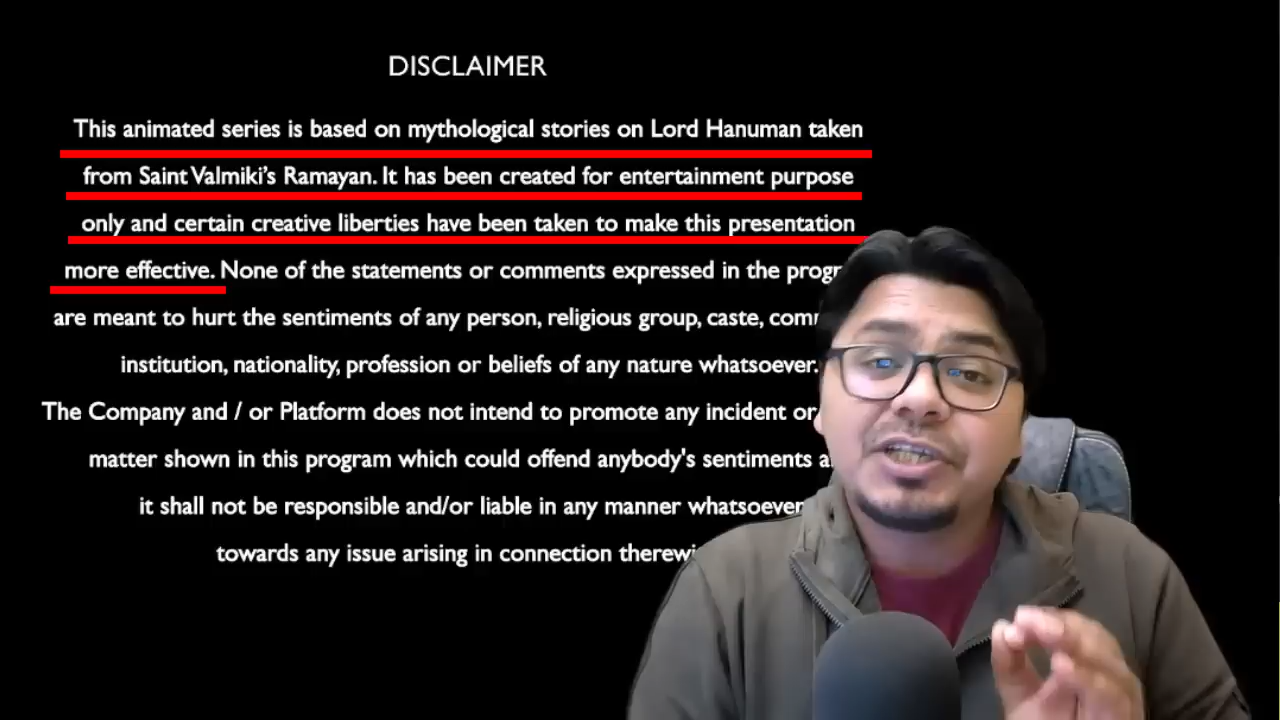 DISCLAIMER
This animated series is based on mythological stories on Lord Hanuman taken
from Saint Valmiki's Ramayan. It has been created for entertainment purpose
only and certain creative liberties have been taken to make this presentation
more effective. None of the statements or comments expressed in the
are meant to hurt the sentiments of any person, religious group, caste,
institution, nationality, profession or beliefs of any nature whatsoever.
The Company and / or Platform does not intend to promote any incident or
matter shown in this program which could offend anybody's sentiments
it shall not be responsible and/or liable in any manner whatsoever
towards any issue arising in connection